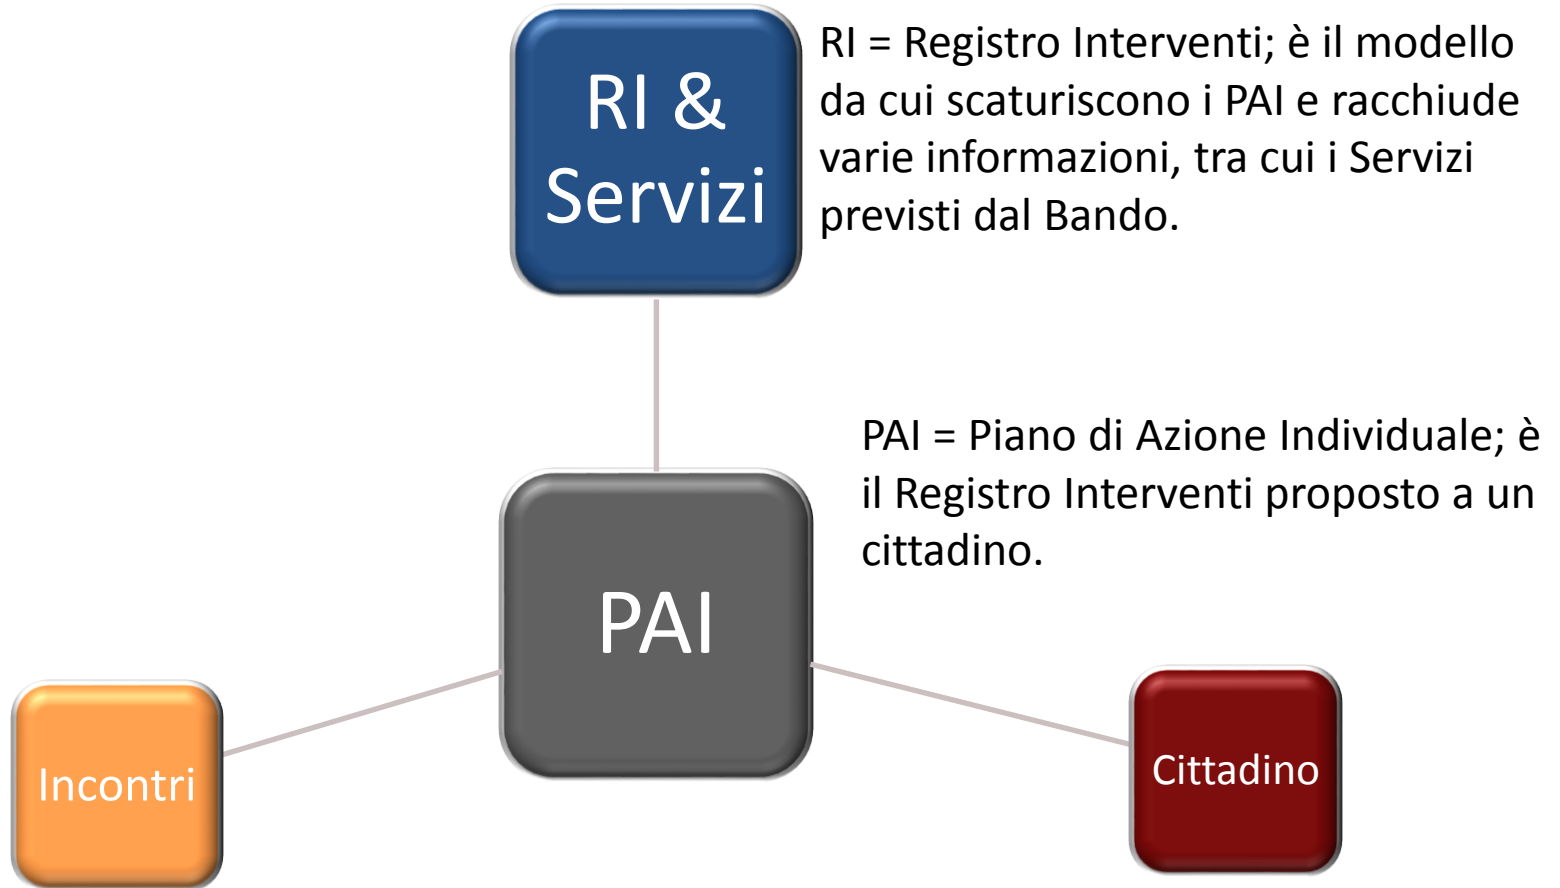 RI &
Servizi
RI = Registro Interventi; è il modello
da cui scaturiscono i PAI e racchiude
varie informazioni, tra cui i Servizi
previsti dal Bando.
PAI = Piano di Azione Individuale; è
il Registro Interventi proposto a un
cittadino.
PAI
Incontri
Cittadino